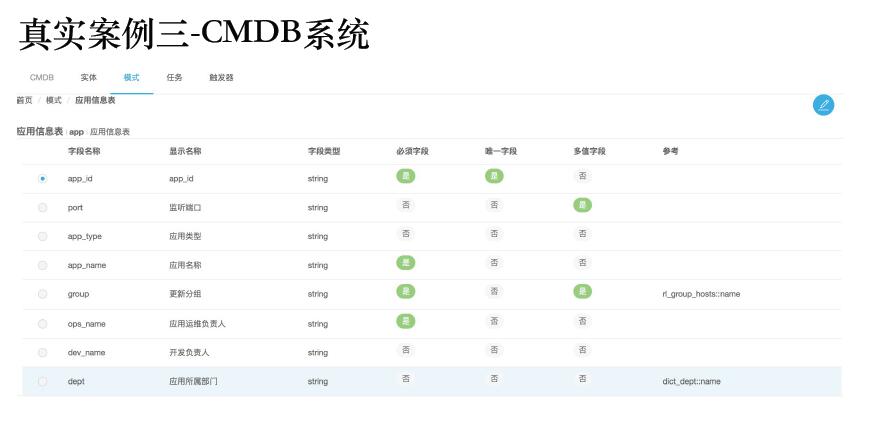 真实案例三-CMDB系统
CMDB 实体 模式 任务 触发器
首页 / 模式 / 应用信息表
应用信息表 | app | 应用信息表
字段名称 显示名称 字段类型 必须字段 唯一字段 多值字段 参考
app_id app_id string 是 是 否
port 监听端口 string 否 否 是
app_type 应用类型 string 否 否 否
app_name 应用名称 string 是 否 否
group 更新分组 string 是 否 是 rl_group_hosts::name
ops_name 应用运维负责人 string 是 否 否
dev_name 开发负责人 string 否 否 否
dept 应用所属部门 string 否 否 否 dict_dept::name